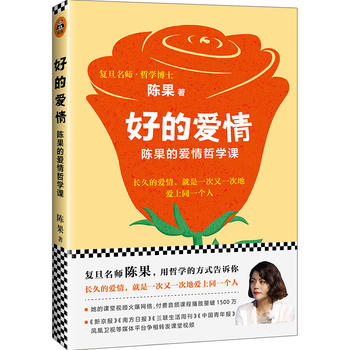 好的爱情
陈果的爱情哲学课
陈果
著
复旦名师·哲学博士
陈果 著
好的爱情
陈果的爱情哲学课
长久的爱情，就是一次又一次地
爱上同一个人
复旦名师 陈果，用哲学的方式告诉你
长久的爱情，就是一次又一次地爱上同一个人
•她的课堂视频火爆网络，付费音频课程播放量破 1500 万
•《新京报》《南方日报》《三联生活周刊》《中国青年报》
凤凰卫视等媒体平台争相转发课堂视频